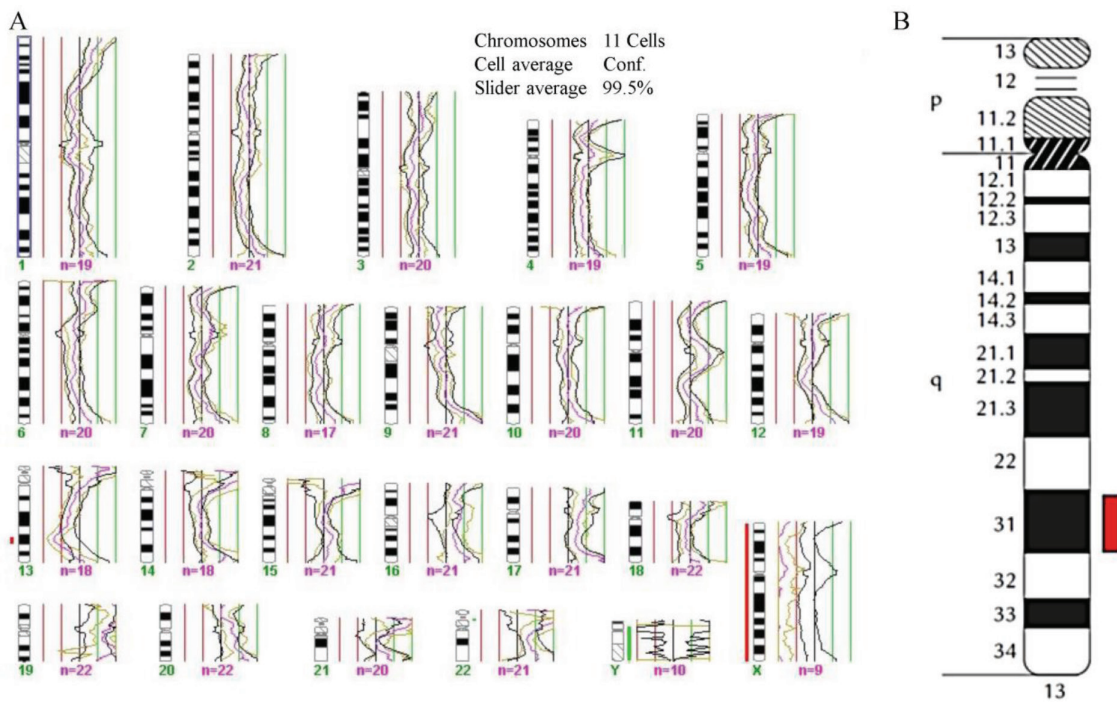 A
B
Chromosomes 11 Cells
Cell average Conf.
Slider average 99.5%
1 n=19
2 n=21
3 n=20
4 n=19
5 n=19
6 n=20
7 n=20
8 n=17
9 n=21
10 n=20
11 n=20
12 n=19
13 n=18
14 n=18
15 n=21
16 n=21
17 n=21
18 n=22
19 n=22
20 n=22
21 n=20
22 n=21
Y n=10
X n=9
p
13
12
11.2
11.1
q
11
12.1
12.2
12.3
13
14.1
14.2
14.3
21.1
21.2
21.3
22
31
32
33
34
13